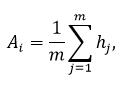 A_i = \frac{1}{m} \sum_{j=1}^{m} h_j,